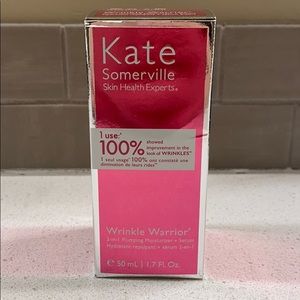 Kate
Somerville
Skin Health Experts®
1 use:*
100% showed
improvement in the
look of WRINKLES**
1 seul usage* 100% ont constaté une
diminution de leurs rides**
Wrinkle Warrior®
2-in-1 Plumping Moisturizer + Serum
Hydratant repulpant + sérum 2-en-1
e 50 mL | 1.7 Fl. Oz.